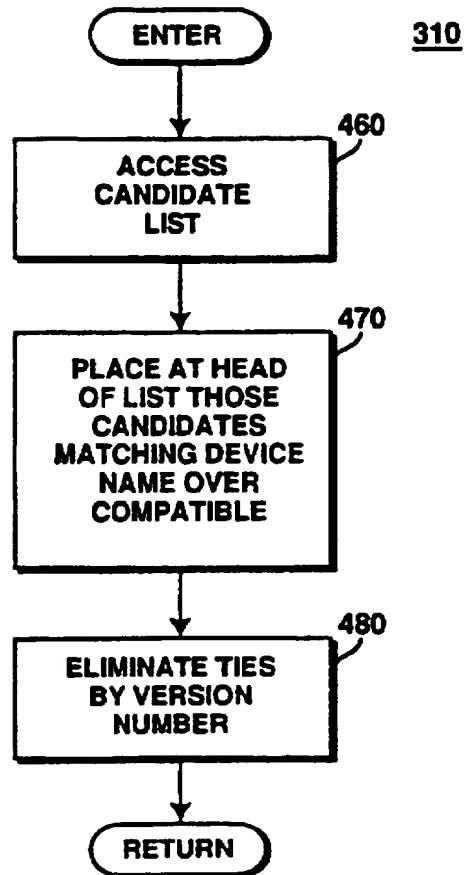 ENTER
310
460
ACCESS
CANDIDATE
LIST
470
PLACE AT HEAD
OF LIST THOSE
CANDIDATES
MATCHING DEVICE
NAME OVER
COMPATIBLE
480
ELIMINATE TIES
BY VERSION
NUMBER
RETURN